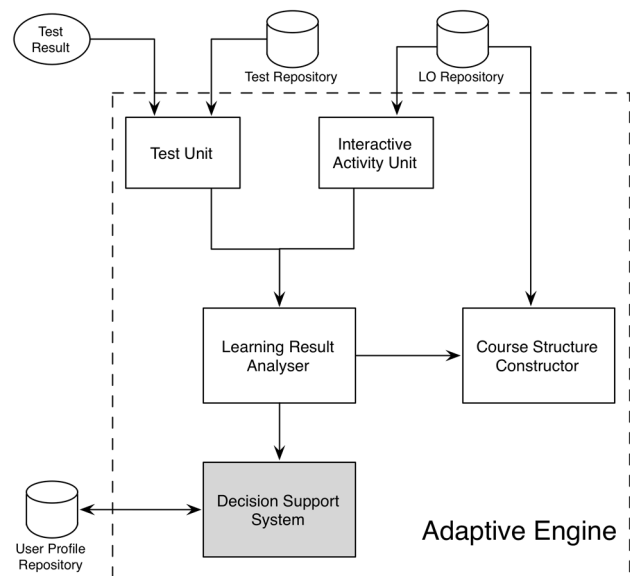 Test
Result
Test Repository
LO Repository
Test Unit
Interactive
Activity Unit
Learning Result
Analyser
Course Structure
Constructor
Decision Support
System
User Profile
Repository
Adaptive Engine